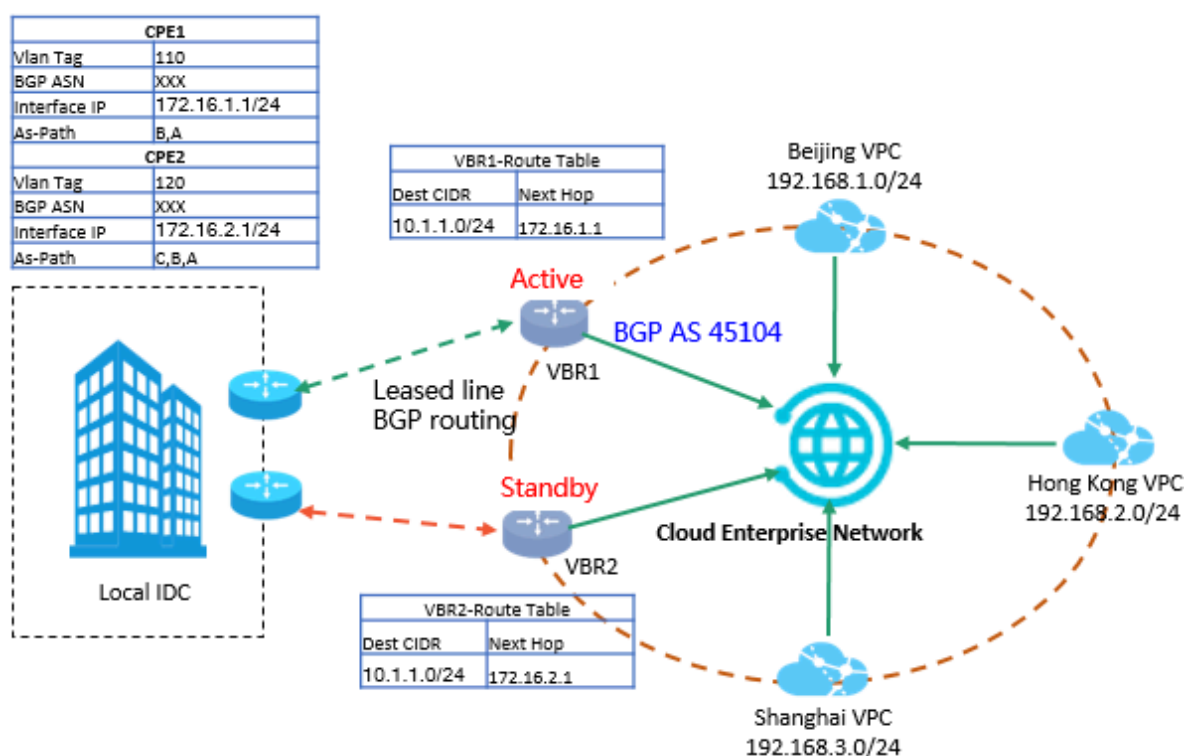 CPE1
Vlan Tag 110
BGP ASN XXX
Interface IP 172.16.1.1/24
As-Path B,A
CPE2
Vlan Tag 120
BGP ASN XXX
Interface IP 172.16.2.1/24
As-Path C,B,A
VBR1-Route Table
Dest CIDR Next Hop
10.1.1.0/24 172.16.1.1
Beijing VPC
192.168.1.0/24
Active
BGP AS 45104
VBR1
Leased line
BGP routing
Standby
Hong Kong VPC
192.168.2.0/24
Cloud Enterprise Network
VBR2
Local IDC
VBR2-Route Table
Dest CIDR Next Hop
10.1.1.0/24 172.16.2.1
Shanghai VPC
192.168.3.0/24